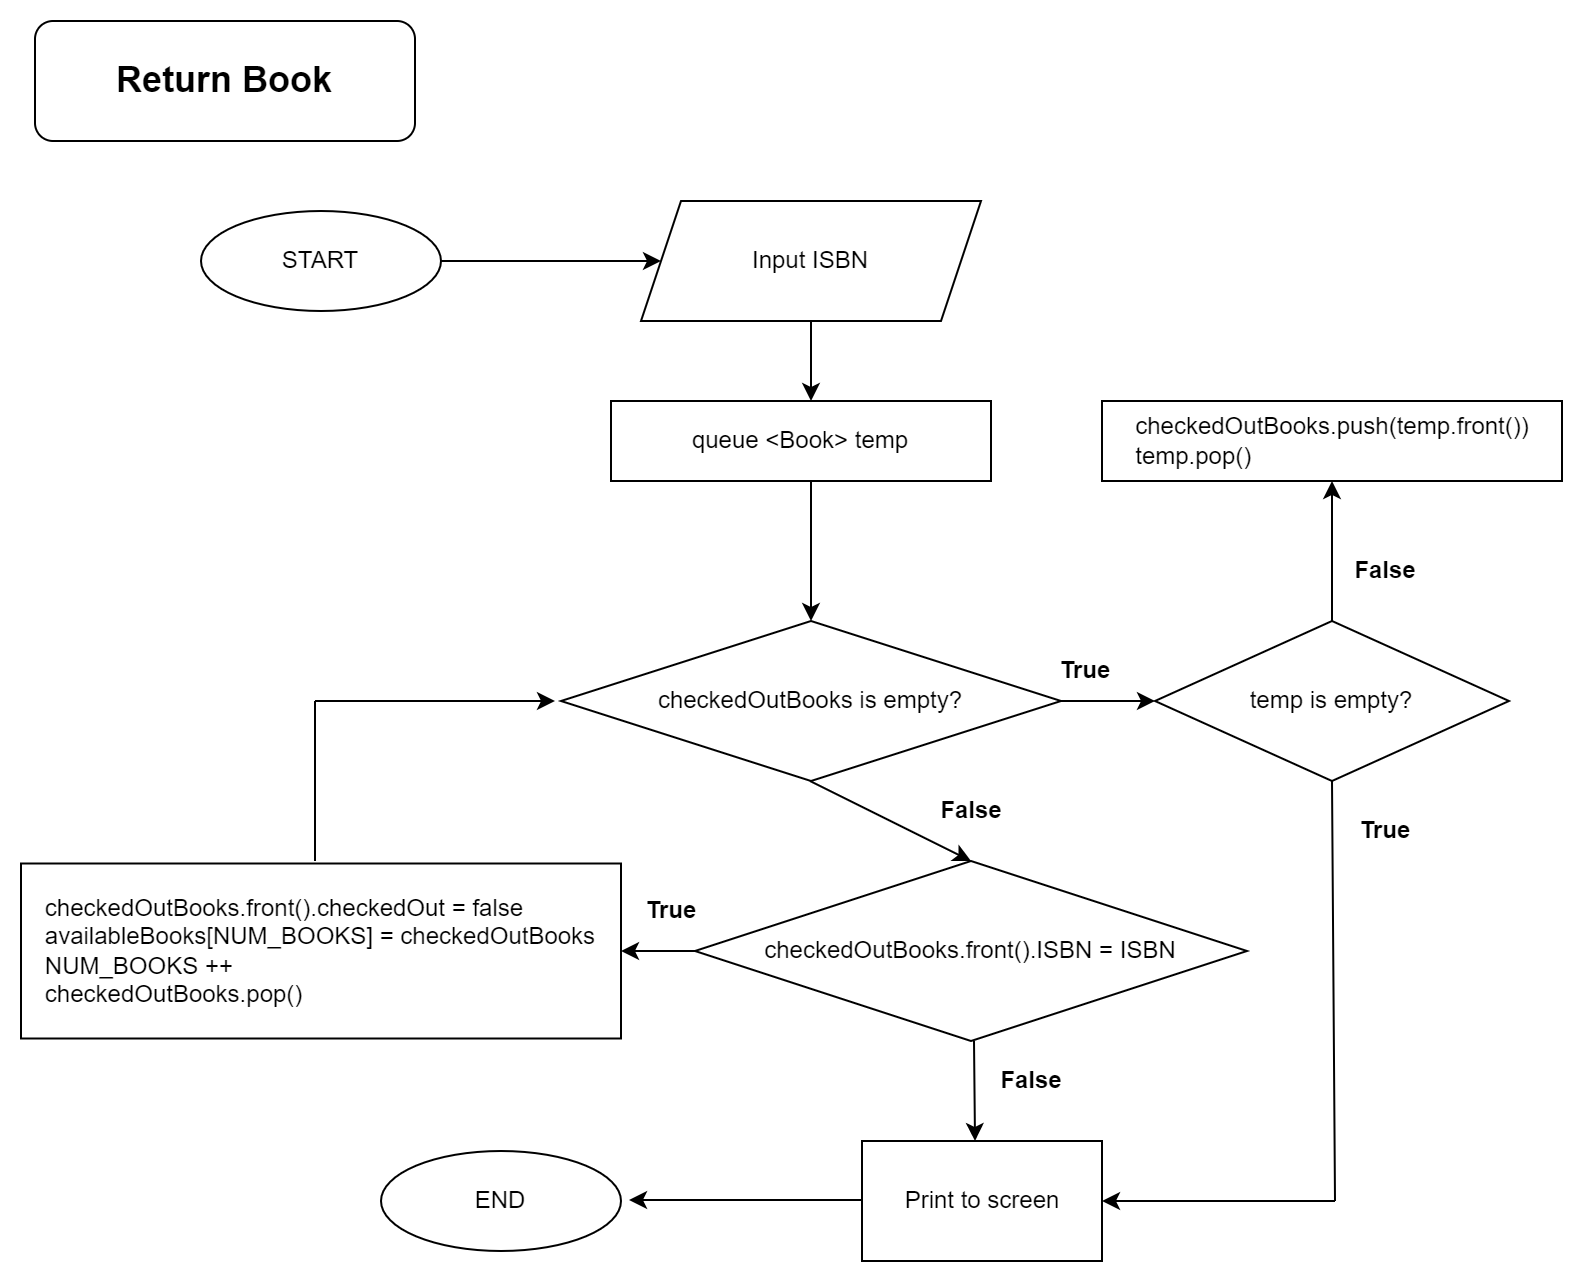 Return Book
START
Input ISBN
queue <Book> temp
checkedOutBooks.push(temp.front())
temp.pop()
False
checkedOutBooks is empty?
True
temp is empty?
False
True
checkedOutBooks.front().checkedOut = false
availableBooks[NUM_BOOKS] = checkedOutBooks
NUM_BOOKS ++
checkedOutBooks.pop()
True
checkedOutBooks.front().ISBN = ISBN
False
END
Print to screen